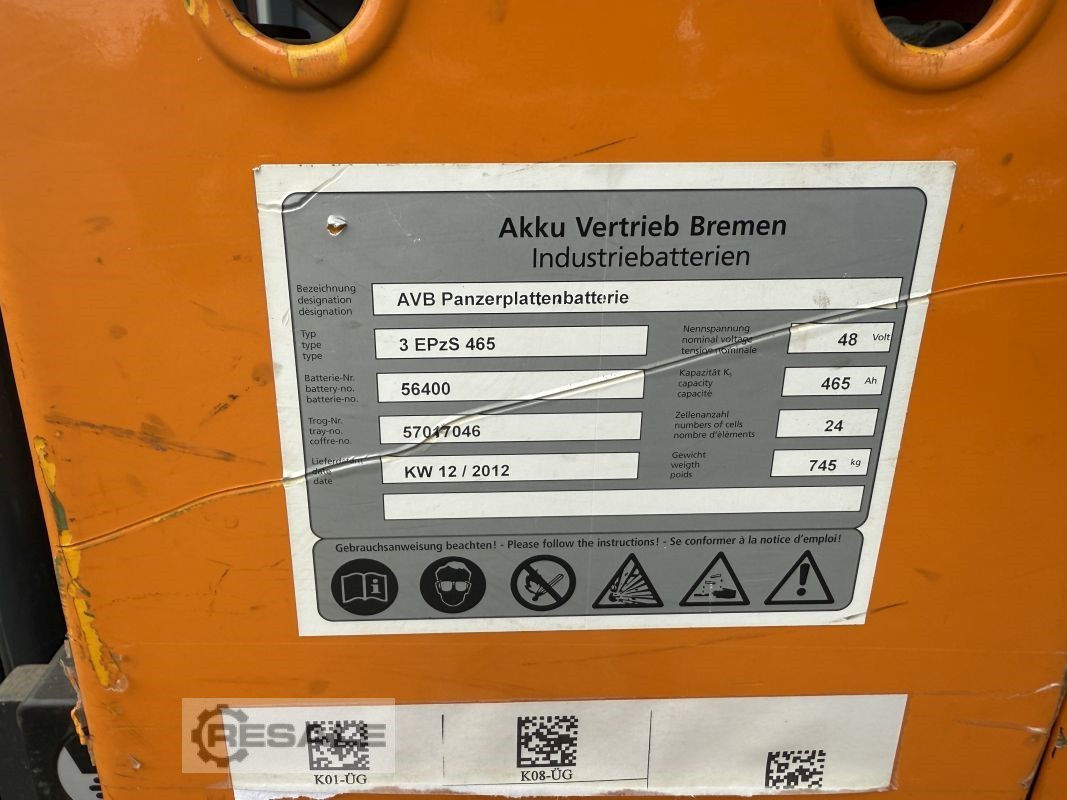 Akku Vertrieb Bremen
Industriebatterien
Bezeichnung
designation
désignation
AVB Panzerplattenbatterie
Typ
type
type
3 EPzS 465
Nennspannung
nominal voltage
tension nominale
48 Volt
Batterie-Nr.
battery-no.
batterie-no.
56400
Kapazität K5
capacity
capacité
465 Ah
Trog-Nr.
tray-no.
coffre-no.
57017046
Zellenanzahl
numbers of cells
nombre d'eléments
24
Lieferdatum
date
date
KW 12 / 2012
Gewicht
weigth
poids
745 kg
Gebrauchsanweisung beachten! - Please follow the instructions! - Se conformer à la notice d'emploi!
RESALE
K01-ÜG
K08-ÜG